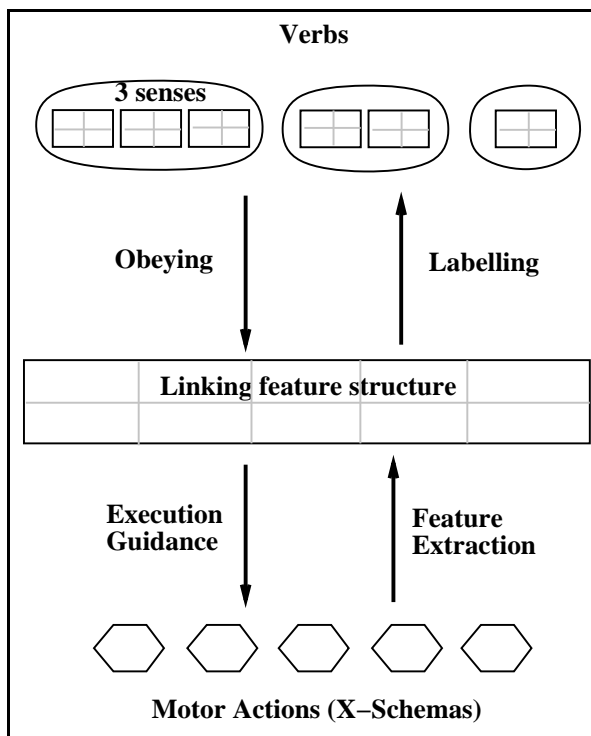 Verbs
3 senses
Obeying
Labelling
Linking feature structure
Execution
Guidance
Feature
Extraction
Motor Actions (X–Schemas)